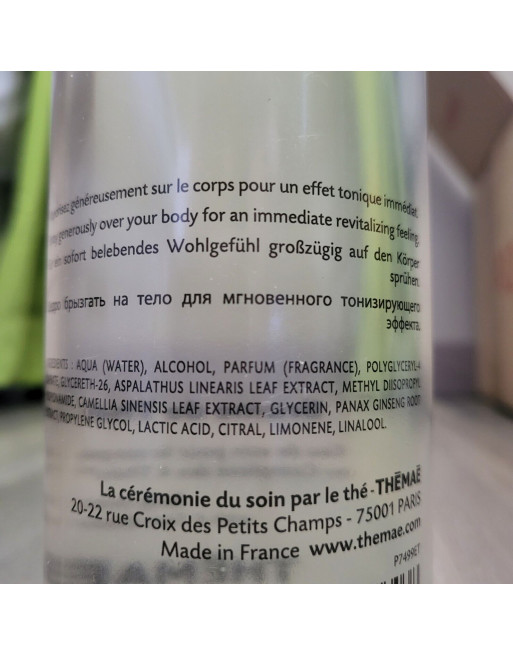 généreusement sur le corps pour un effet tonique immédiat.
generously over your body for an immediate revitalizing feeling.
ein sofort belebendes Wohlgefühl großzügig auf den Körper
sprühen.
брызгать на тело для мгновенного тонизирующего
эффекта.
: AQUA (WATER), ALCOHOL, PARFUM (FRAGRANCE), POLYGLYCERYL-4
GLYCERETH-26, ASPALATHUS LINEARIS LEAF EXTRACT, METHYL DIISOPROPYL
CAMELLIA SINENSIS LEAF EXTRACT, GLYCERIN, PANAX GINSENG ROOT
PROPYLENE GLYCOL, LACTIC ACID, CITRAL, LIMONENE, LINALOOL.
La cérémonie du soin par le thé - THÉMAÉ
20-22 rue Croix des Petits Champs - 75001 PARIS
Made in France www.themae.com
P7499ET